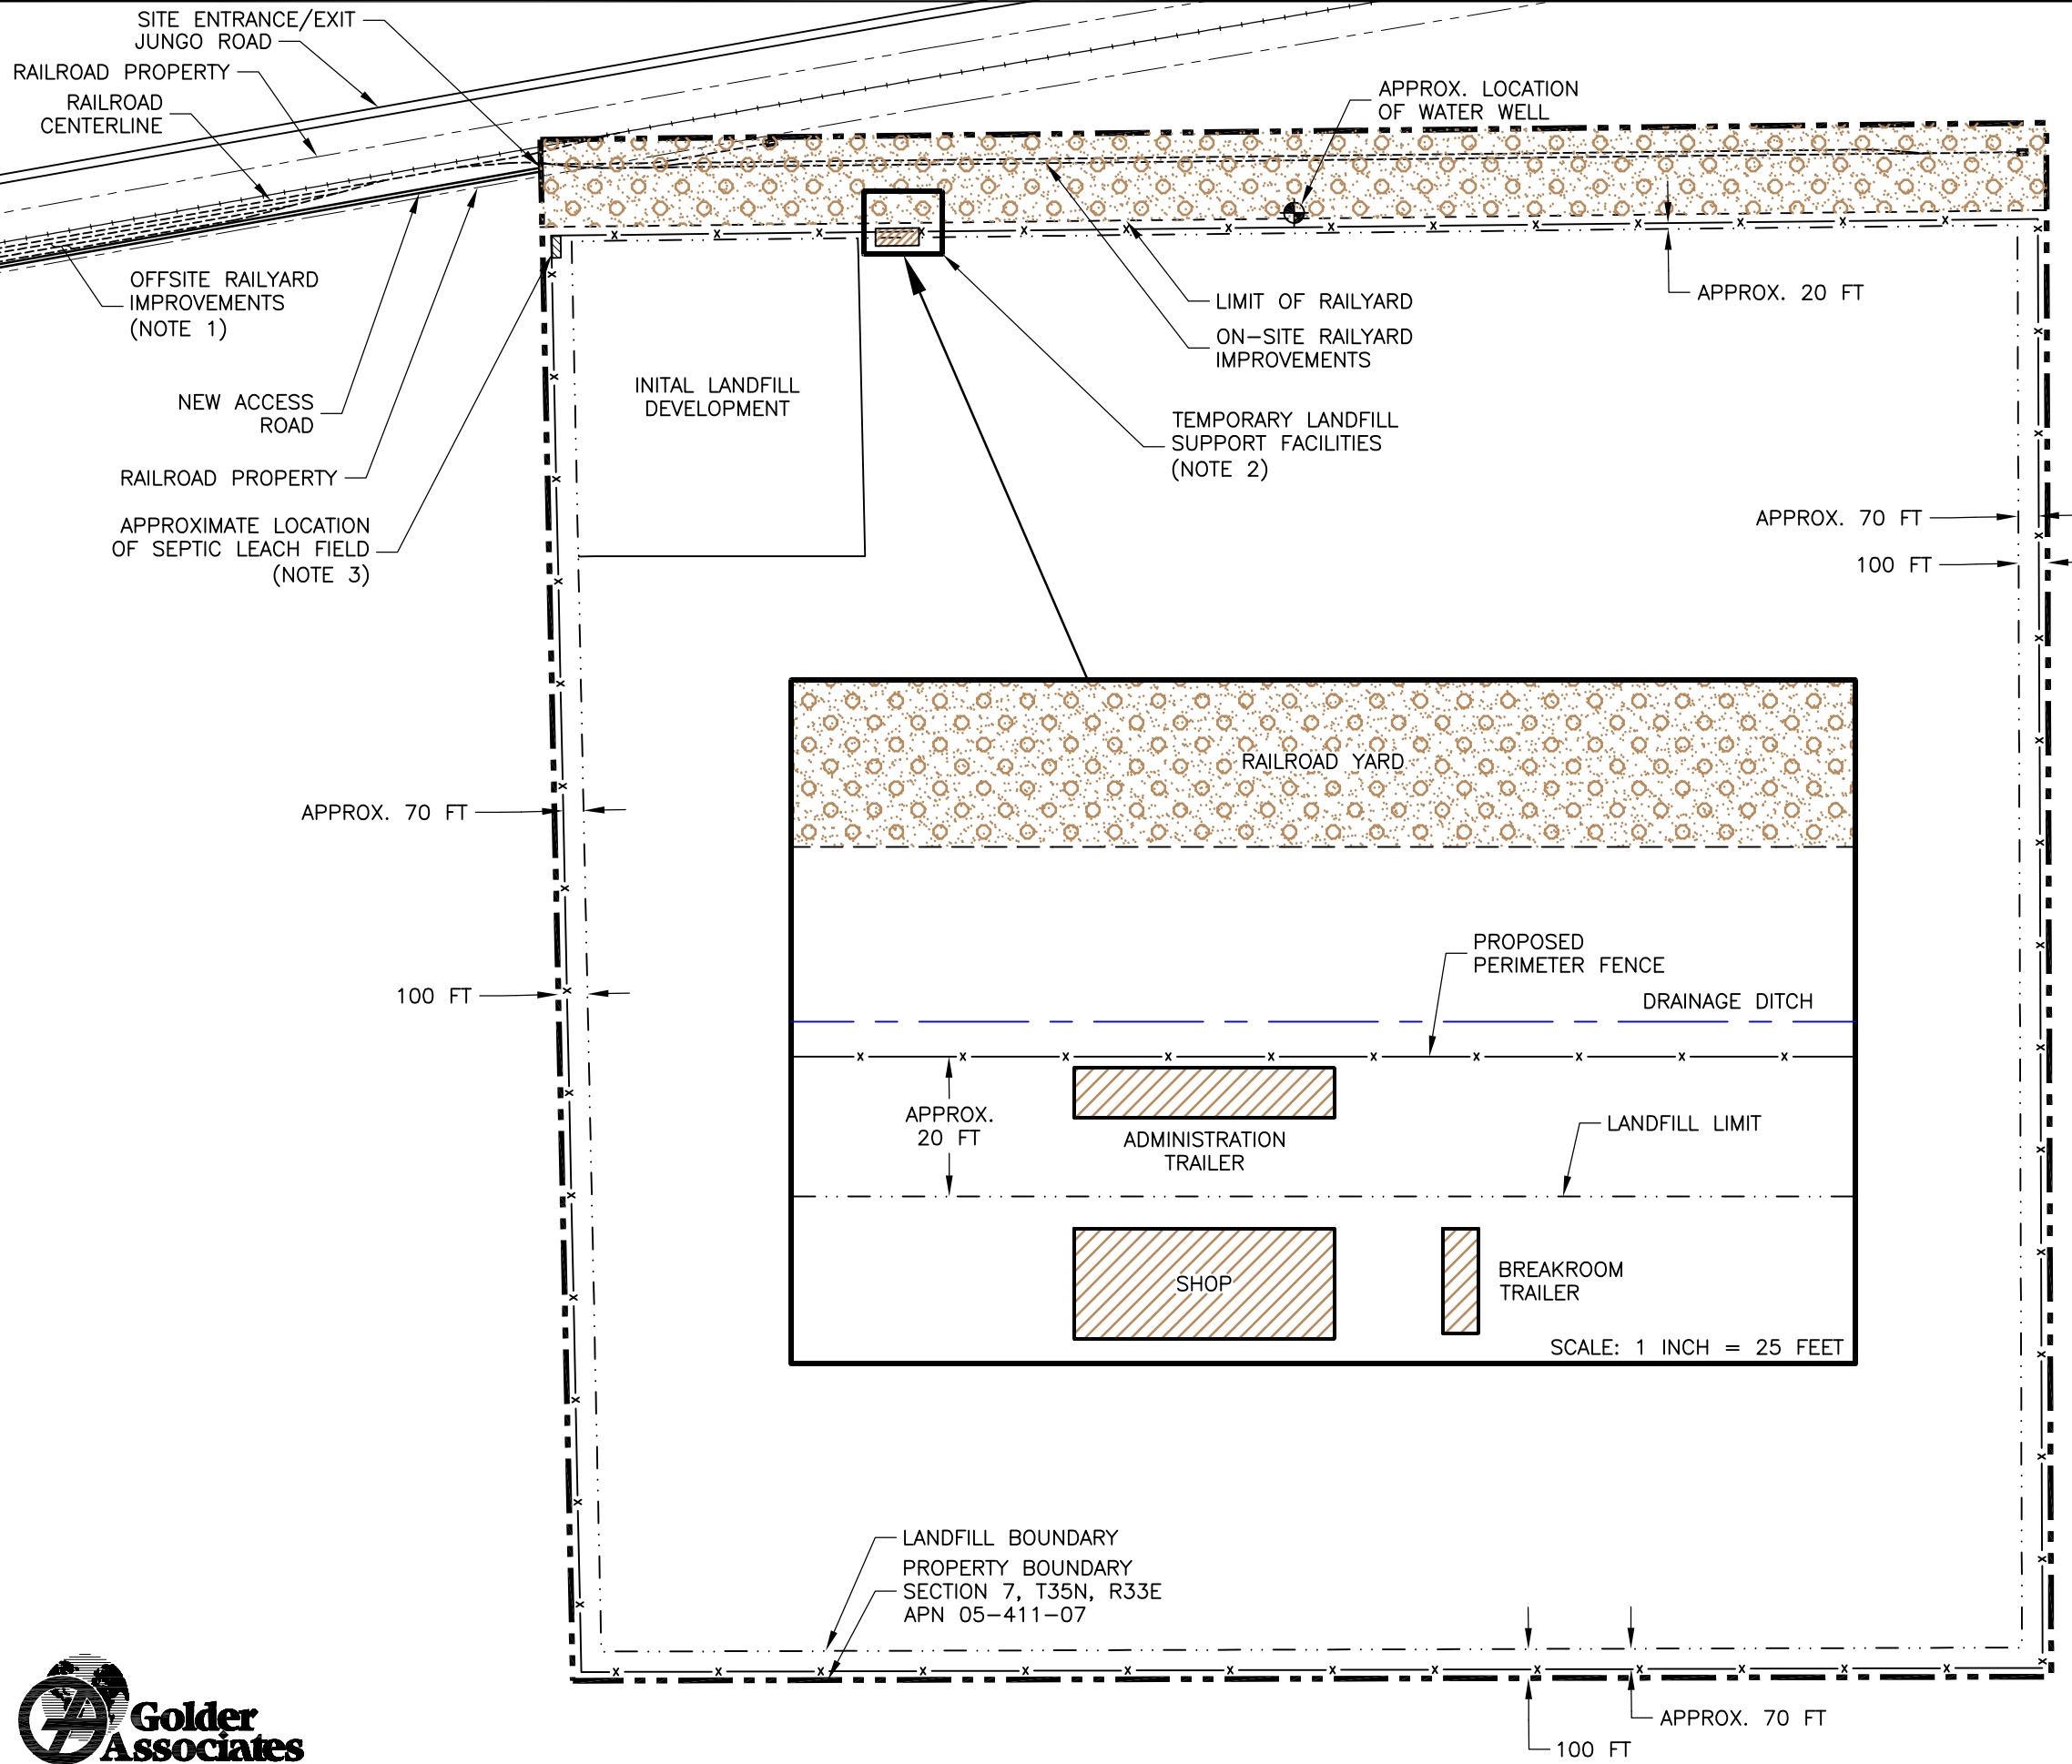 SITE ENTRANCE/EXIT
JUNGO ROAD
RAILROAD PROPERTY
RAILROAD
CENTERLINE
OFFSITE RAILYARD
IMPROVEMENTS
(NOTE 1)
NEW ACCESS
ROAD
RAILROAD PROPERTY
APPROXIMATE LOCATION
OF SEPTIC LEACH FIELD
(NOTE 3)
APPROX. LOCATION
OF WATER WELL
LIMIT OF RAILYARD
ON-SITE RAILYARD
IMPROVEMENTS
APPROX. 20 FT
INITAL LANDFILL
DEVELOPMENT
TEMPORARY LANDFILL
SUPPORT FACILITIES
(NOTE 2)
APPROX. 70 FT
100 FT
APPROX. 70 FT
100 FT
RAILROAD YARD
PROPOSED
PERIMETER FENCE
DRAINAGE DITCH
APPROX.
20 FT
ADMINISTRATION
TRAILER
LANDFILL LIMIT
SHOP
BREAKROOM
TRAILER
SCALE: 1 INCH = 25 FEET
LANDFILL BOUNDARY
PROPERTY BOUNDARY
SECTION 7, T35N, R33E
APN 05-411-07
APPROX. 70 FT
100 FT
Golder
Associates